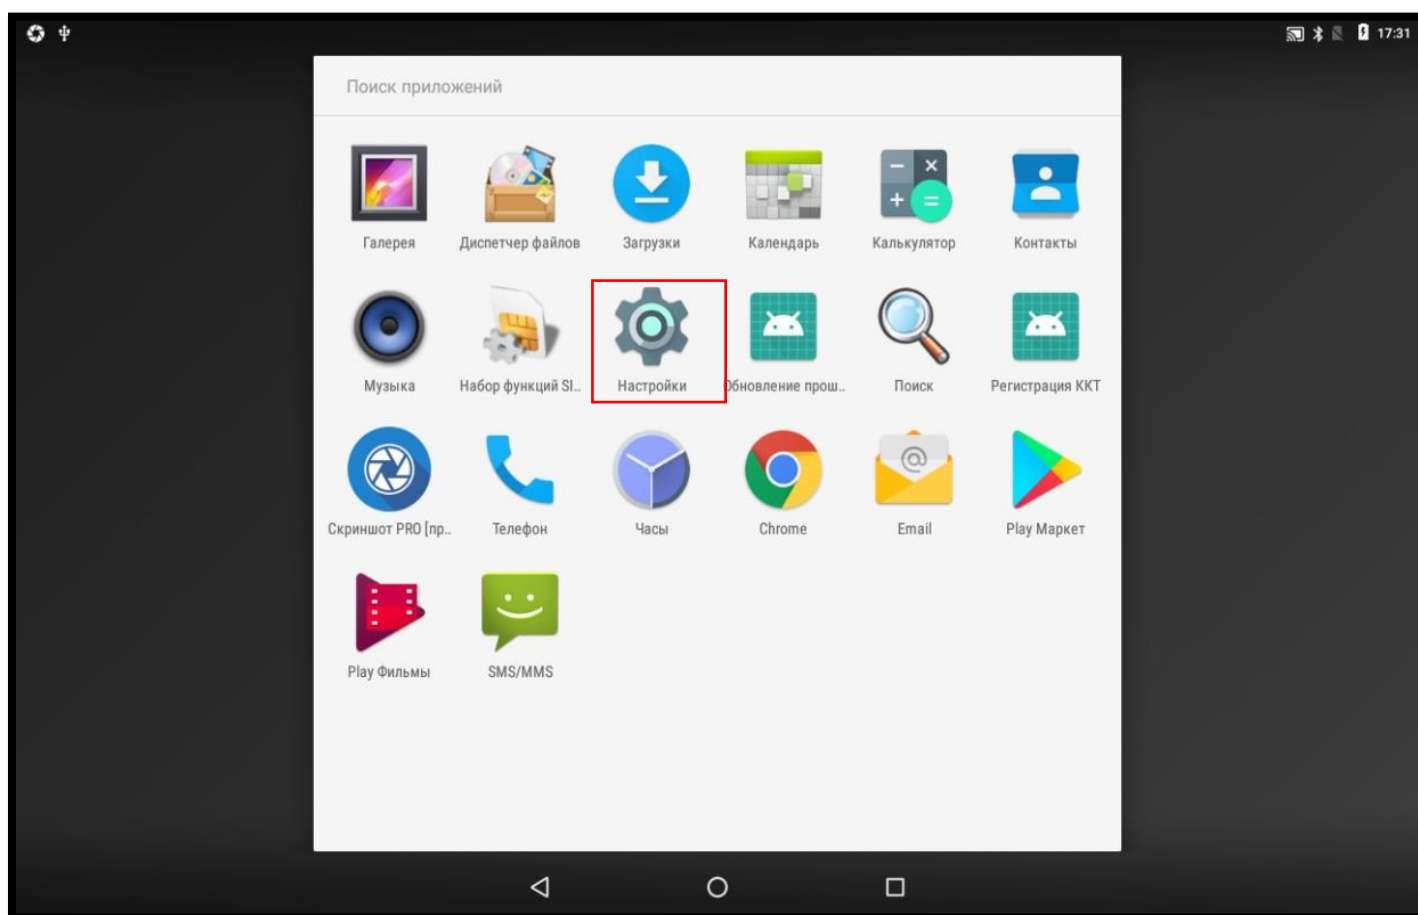 17:31
Поиск приложений
Галерея
Диспетчер файлов
Загрузки
Календарь
Калькулятор
Контакты
Музыка
Набор функций SI..
Настройки
Обновление прош..
Поиск
Регистрация ККТ
Скриншот PRO [пр..
Телефон
Часы
Chrome
Email
Play Маркет
Play Фильмы
SMS/MMS